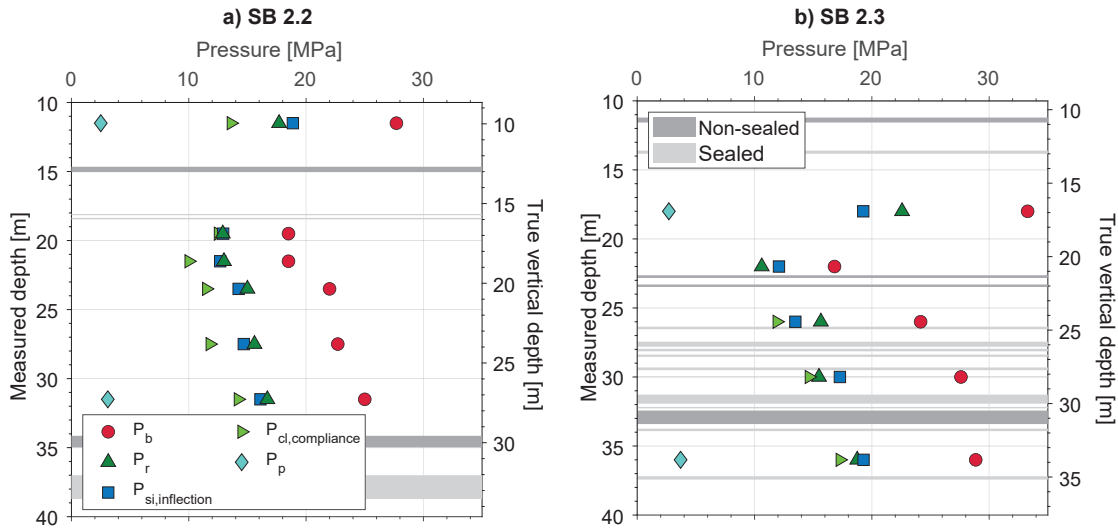 a) SB 2.2
Pressure [MPa]
0 10 20 30
10
15
20
25
30
35
40
Measured depth [m]
10
15
20
25
30
True vertical depth [m]
P_b
P_r
P_si,inflection
P_cl,compliance
P_p
b) SB 2.3
Pressure [MPa]
0 10 20 30
10
15
20
25
30
35
40
Measured depth [m]
10
15
20
25
30
35
True vertical depth [m]
Non-sealed
Sealed